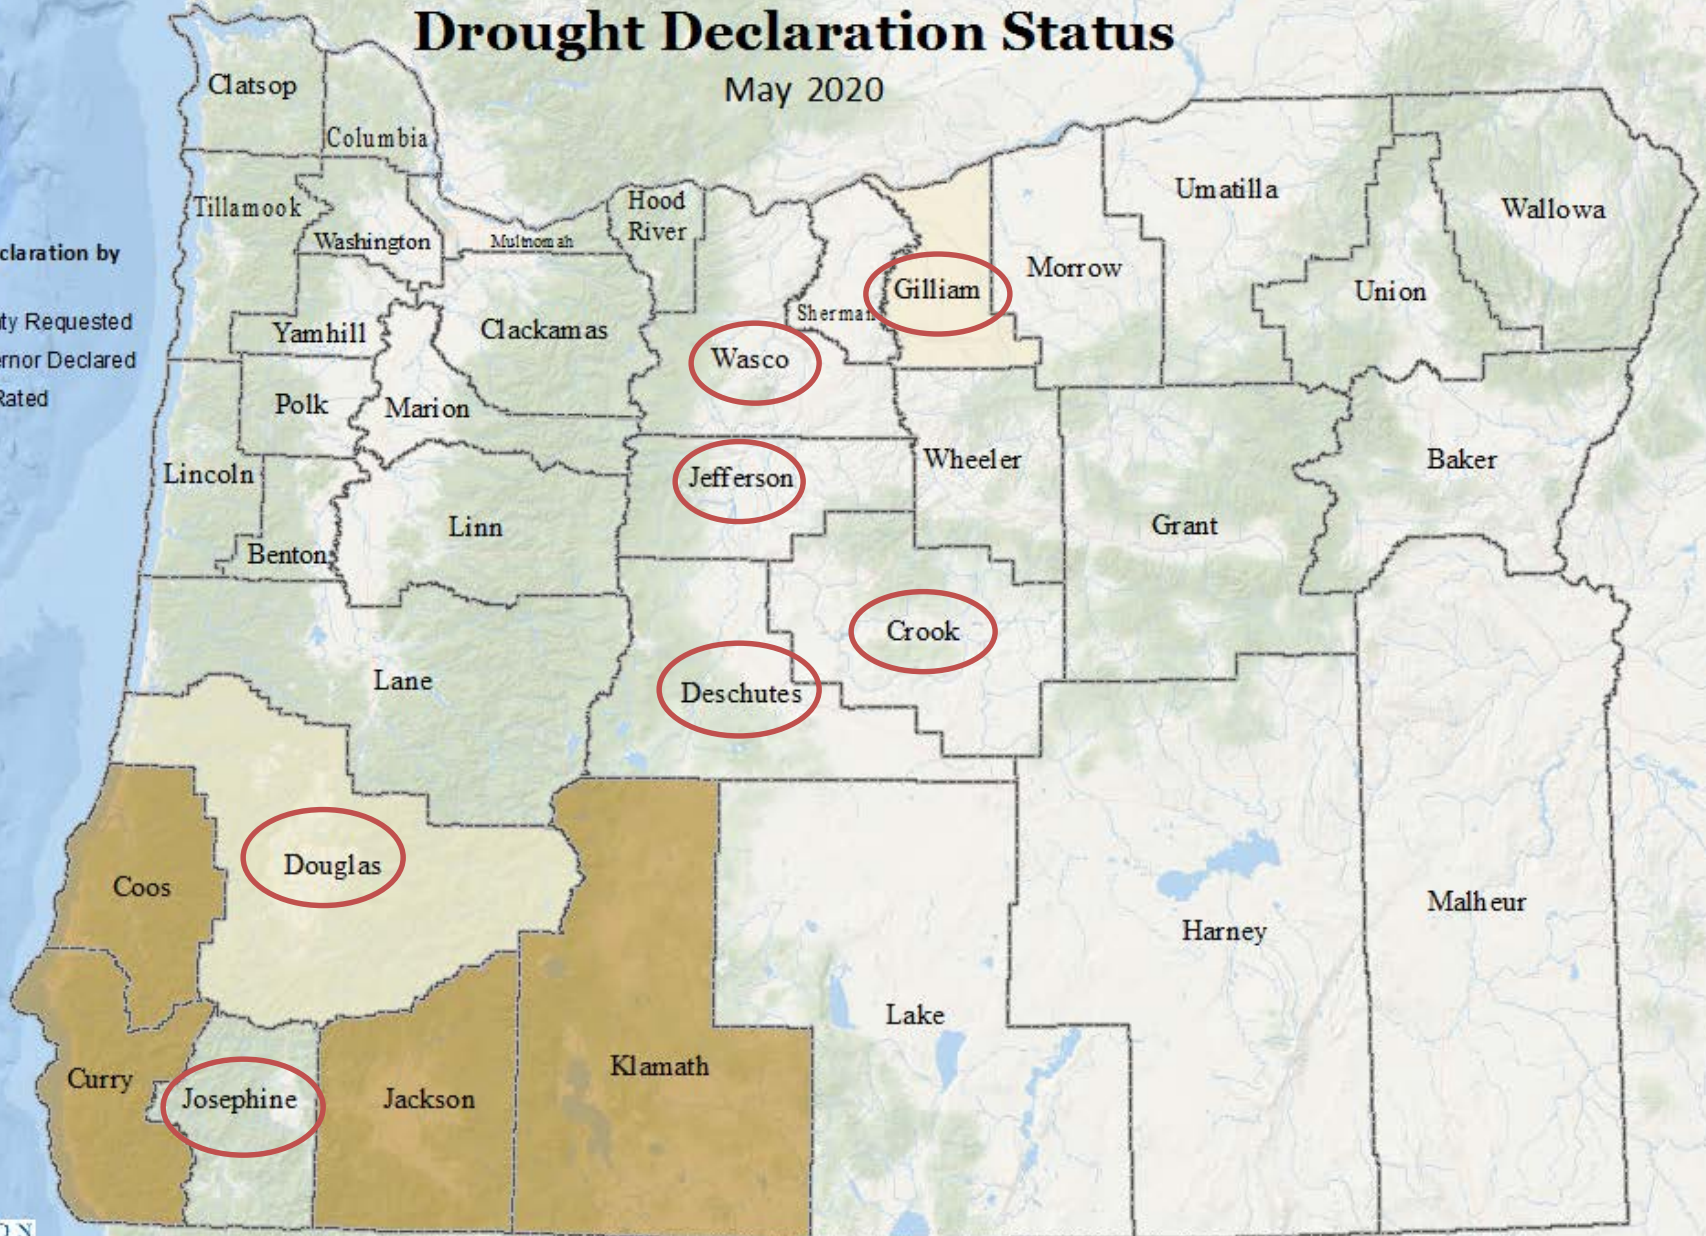 Drought Declaration Status
May 2020
Clatsop
Columbia
Tillamook
Washington
Multnomah
Hood
River
Umatilla
Wallowa
claration by
ty Requested
rnor Declared
Rated
Yamhill
Clackamas
Sherman
Gilliam
Morrow
Union
Wasco
Polk
Marion
Lincoln
Jefferson
Wheeler
Baker
Linn
Benton
Grant
Crook
Lane
Deschutes
Douglas
Coos
Malheur
Harney
Lake
Klamath
Curry
Josephine
Jackson
ON